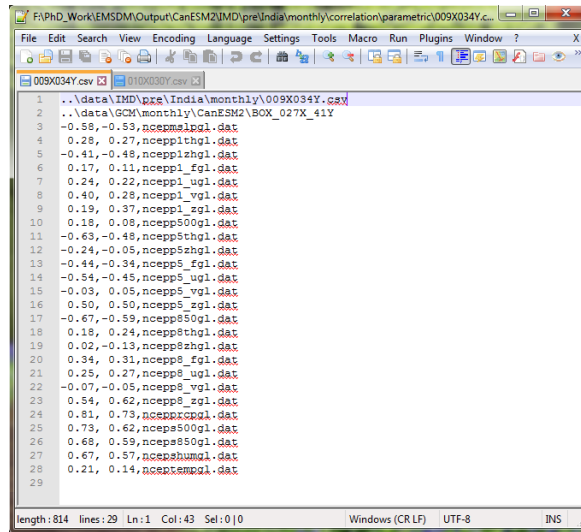 F:\PhD_Work\EMSDM\Output\CanESM2\IMD\pre\India\monthly\correlation\parametric\009X034Y.c...
File Edit Search View Encoding Language Settings Tools Macro Run Plugins Window ? X
009X034Y.csv 010X030Y.csv
1 ..\data\IMD\pre\India\monthly\009X034Y.csv
2 ..\data\GCM\monthly\CanESM2\BOX_027X_41Y
3 -0.58,-0.53,ncepmslpgl.dat
4 0.28, 0.27,ncepp1thgl.dat
5 -0.41,-0.48,ncepp1zhgl.dat
6 0.17, 0.11,ncepp1_fgl.dat
7 0.24, 0.22,ncepp1_ugl.dat
8 0.40, 0.28,ncepp1_vgl.dat
9 0.19, 0.37,ncepp1_zgl.dat
10 0.18, 0.08,ncepp500gl.dat
11 -0.63,-0.48,ncepp5thgl.dat
12 -0.24,-0.05,ncepp5zhgl.dat
13 -0.44,-0.34,ncepp5_fgl.dat
14 -0.54,-0.45,ncepp5_ugl.dat
15 -0.03, 0.05,ncepp5_vgl.dat
16 0.50, 0.50,ncepp5_zgl.dat
17 -0.67,-0.59,ncepp850gl.dat
18 0.18, 0.24,ncepp8thgl.dat
19 0.02,-0.13,ncepp8zhgl.dat
20 0.34, 0.31,ncepp8_fgl.dat
21 0.25, 0.27,ncepp8_ugl.dat
22 -0.07,-0.05,ncepp8_vgl.dat
23 0.54, 0.62,ncepp8_zgl.dat
24 0.81, 0.73,ncepprcpgl.dat
25 0.73, 0.62,nceps500gl.dat
26 0.68, 0.59,nceps850gl.dat
27 0.67, 0.57,ncepshumgl.dat
28 0.21, 0.14,nceptempgl.dat
29
length : 814 lines : 29 Ln : 1 Col : 43 Sel : 0 | 0 Windows (CR LF) UTF-8 INS